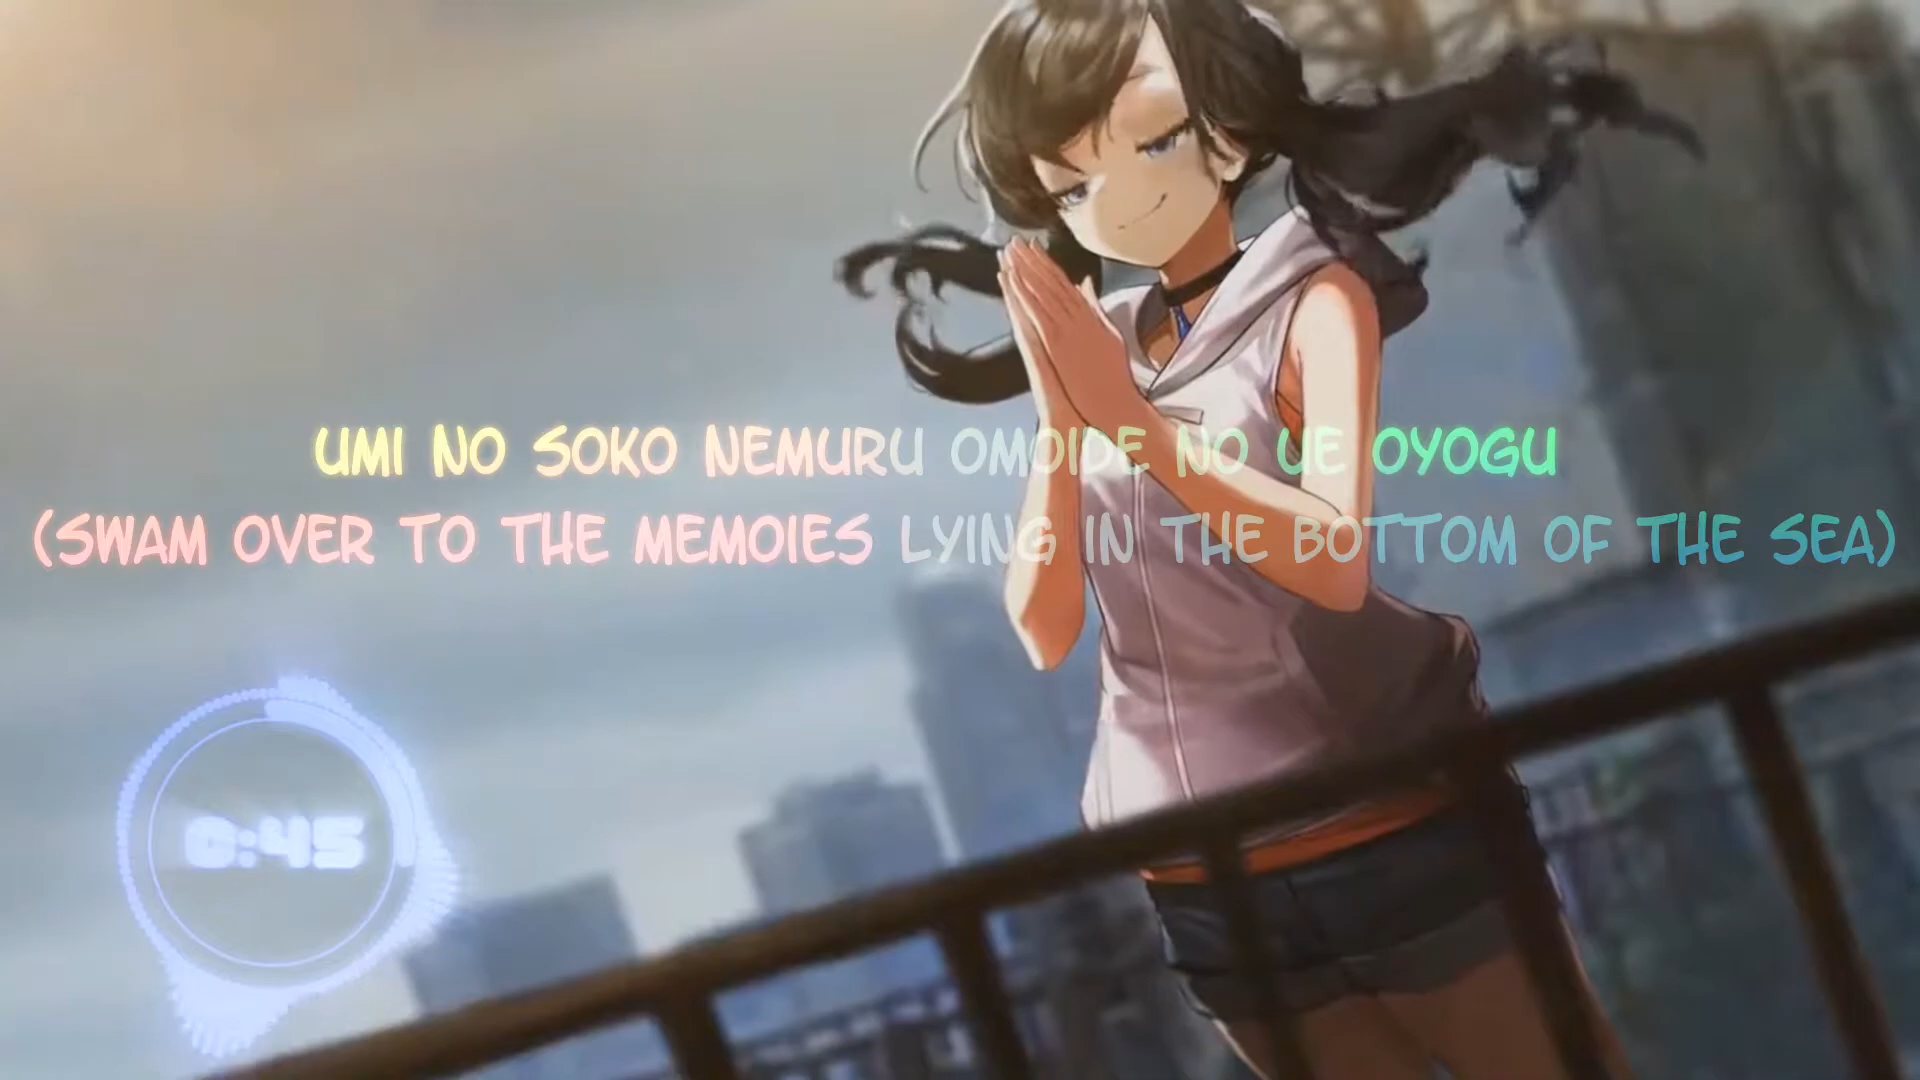 UMI NO SOKO NEMURU OMOIDE NO UE OYOGU
(SWAM OVER TO THE MEMOIES LYING IN THE BOTTOM OF THE SEA)
0:45